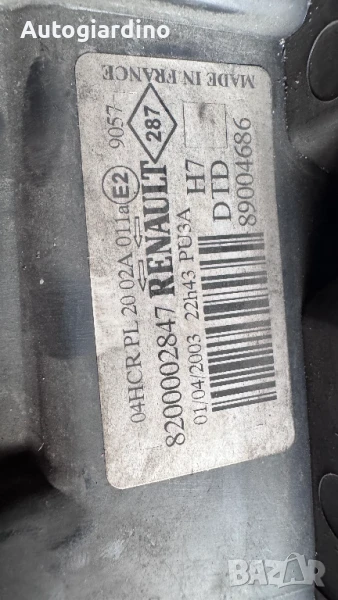 Autogiardino
04HCR PL 20 02A 011a E2 9057
8200002847 RENAULT 287
01/04/2003 22h43 PU3A H7
DTD
89004686
MADE IN FRANCE
BAZAR